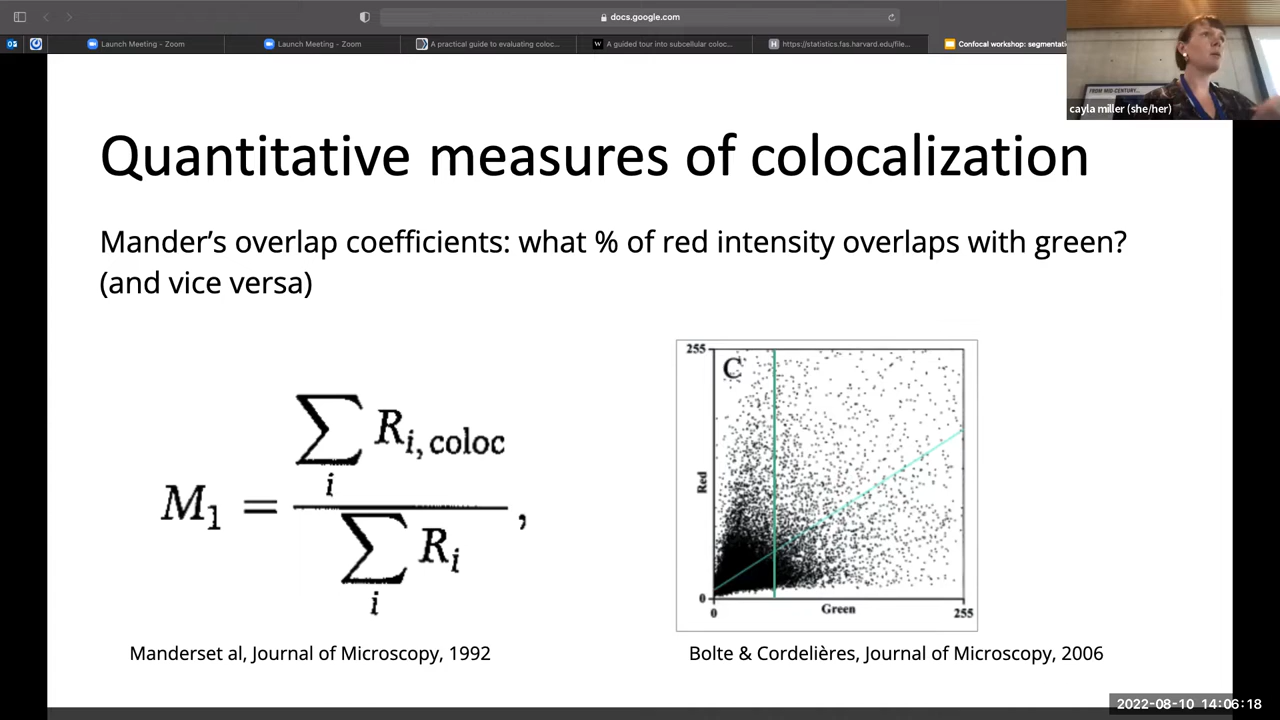 docs.google.com
Launch Meeting - Zoom
Launch Meeting - Zoom
A practical guide to evaluating coloc...
W A guided tour into subcellular coloc...
H https://statistics.fas.harvard.edu/file...
Confocal workshop: segmentati
FROM MID-CENTURY...
cayla miller (she/her)
Quantitative measures of colocalization
Mander's overlap coefficients: what % of red intensity overlaps with green?
(and vice versa)
M1 = ∑i Ri, coloc / ∑i Ri ,
255
C
Red
0
0
Green
255
Manderset al, Journal of Microscopy, 1992
Bolte & Cordelières, Journal of Microscopy, 2006
2022-08-10 14:06:18